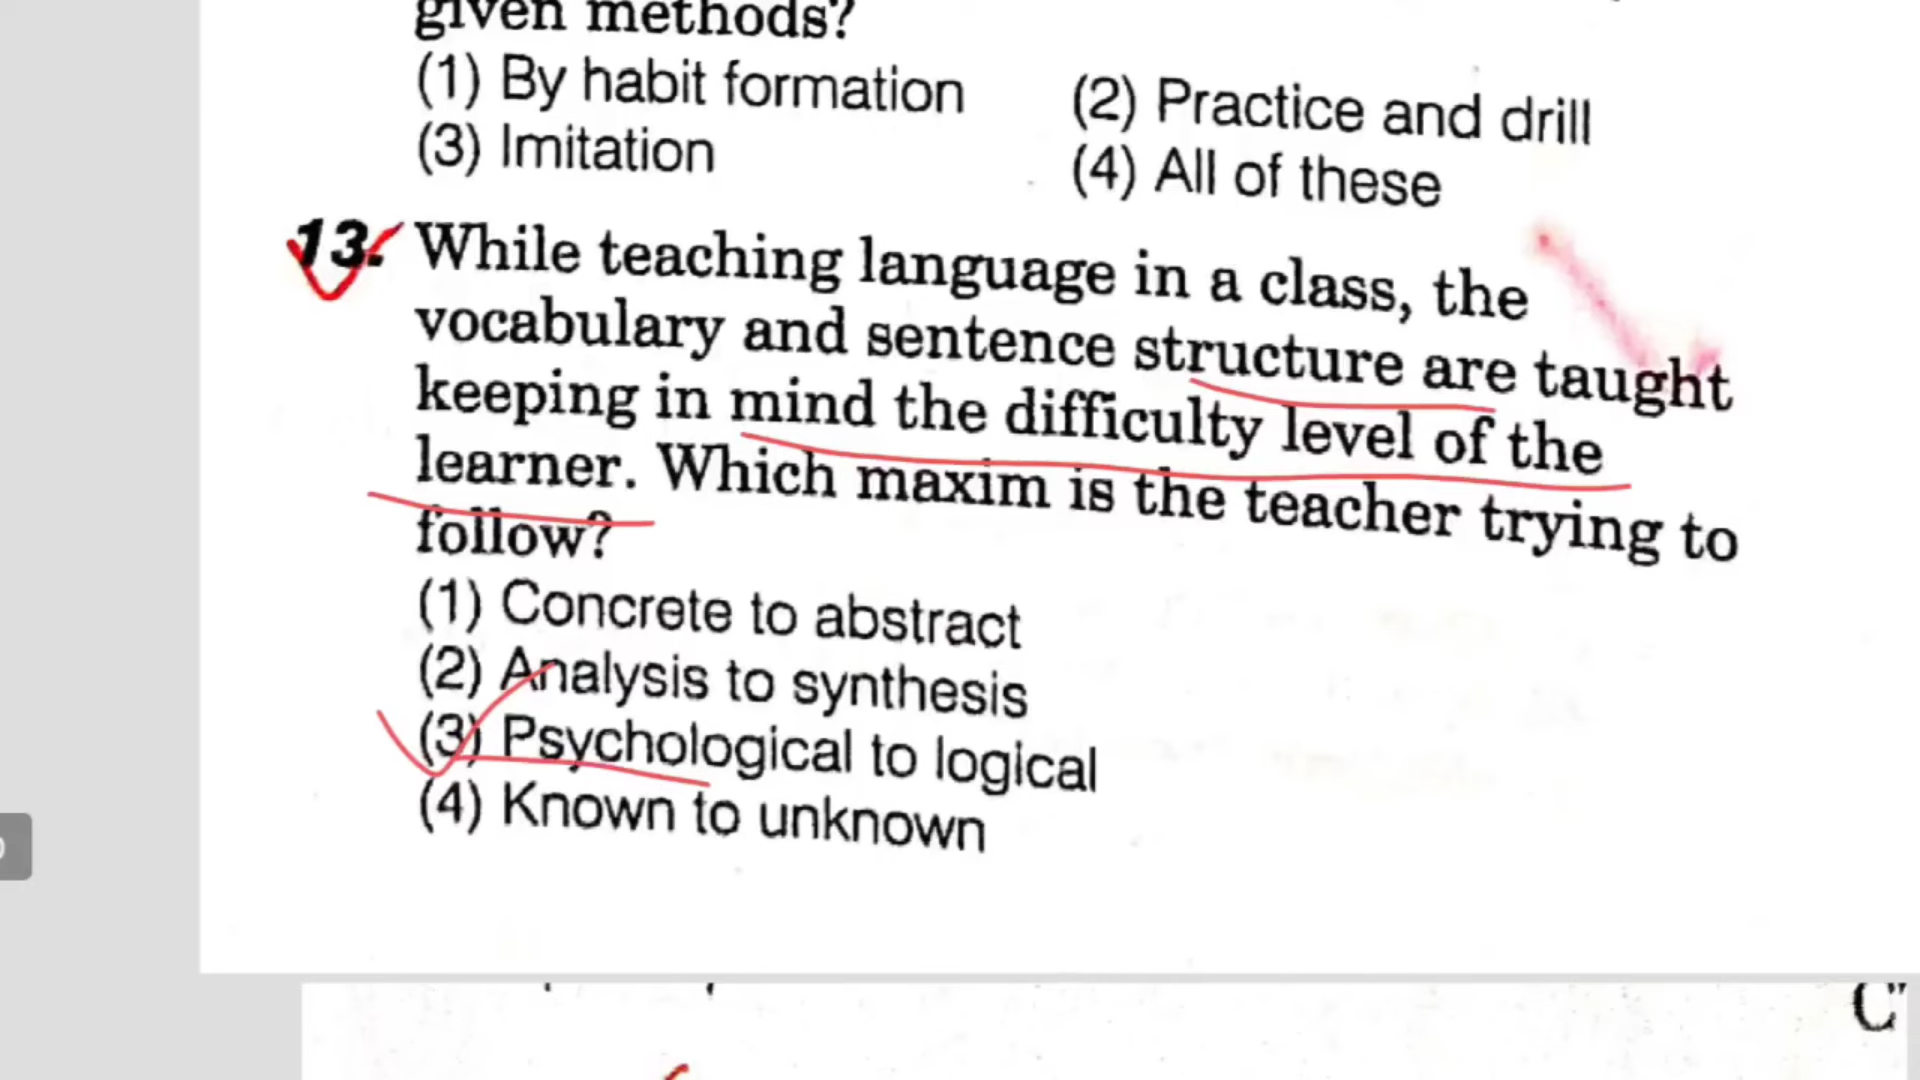 given methods?
(1) By habit formation (2) Practice and drill
(3) Imitation (4) All of these
13. While teaching language in a class, the
vocabulary and sentence structure are taught
keeping in mind the difficulty level of the
learner. Which maxim is the teacher trying to
follow?
(1) Concrete to abstract
(2) Analysis to synthesis
(3) Psychological to logical
(4) Known to unknown